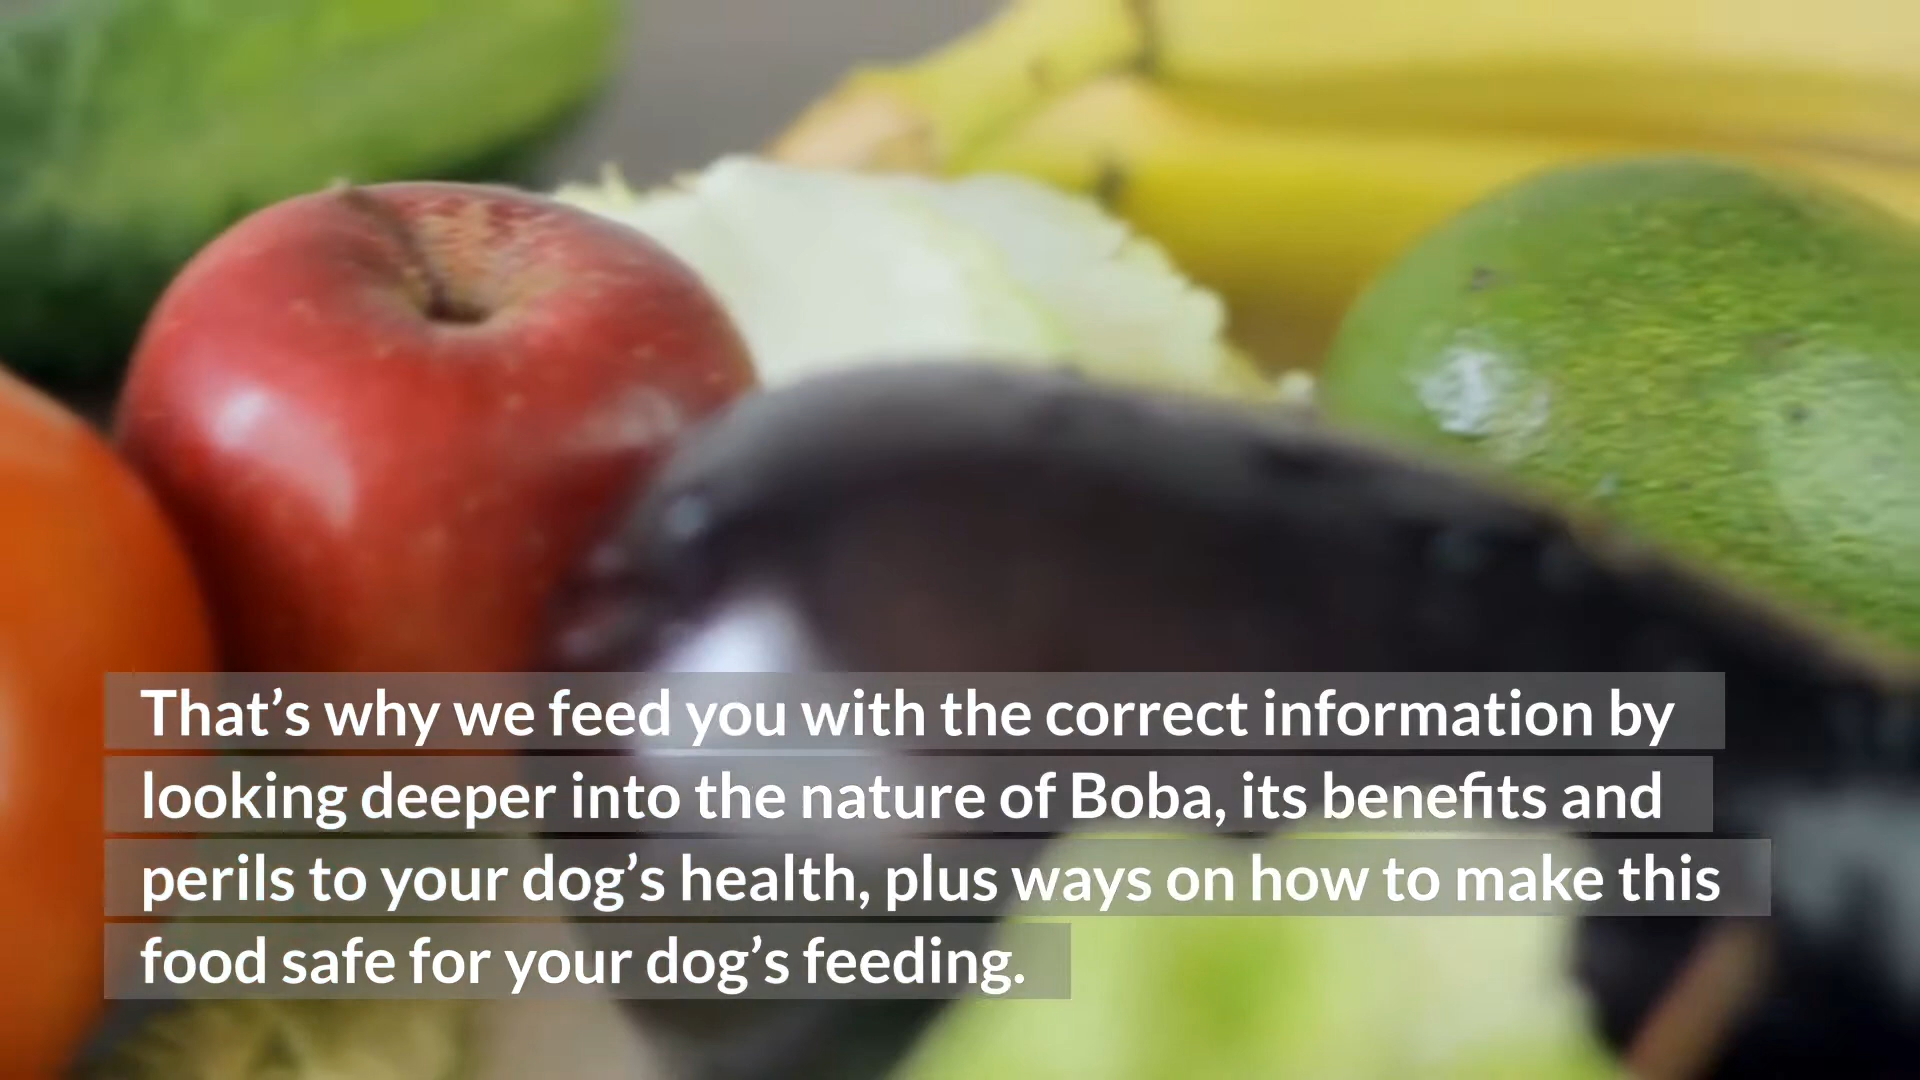 That’s why we feed you with the correct information by
looking deeper into the nature of Boba, its benefits and
perils to your dog’s health, plus ways on how to make this
food safe for your dog’s feeding.